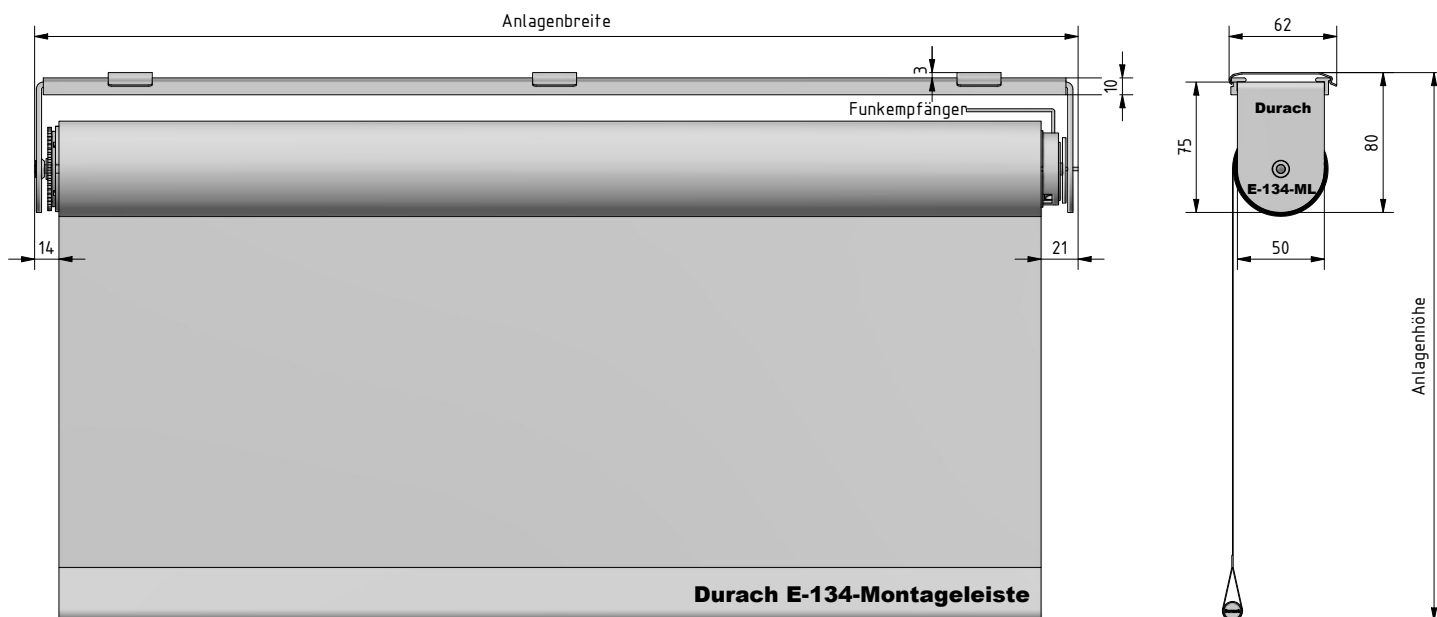 Anlagenbreite
62
3
10
Funkempfänger
Durach
75
80
E-134-ML
14
21
50
Anlagenhöhe
Durach E-134-Montageleiste